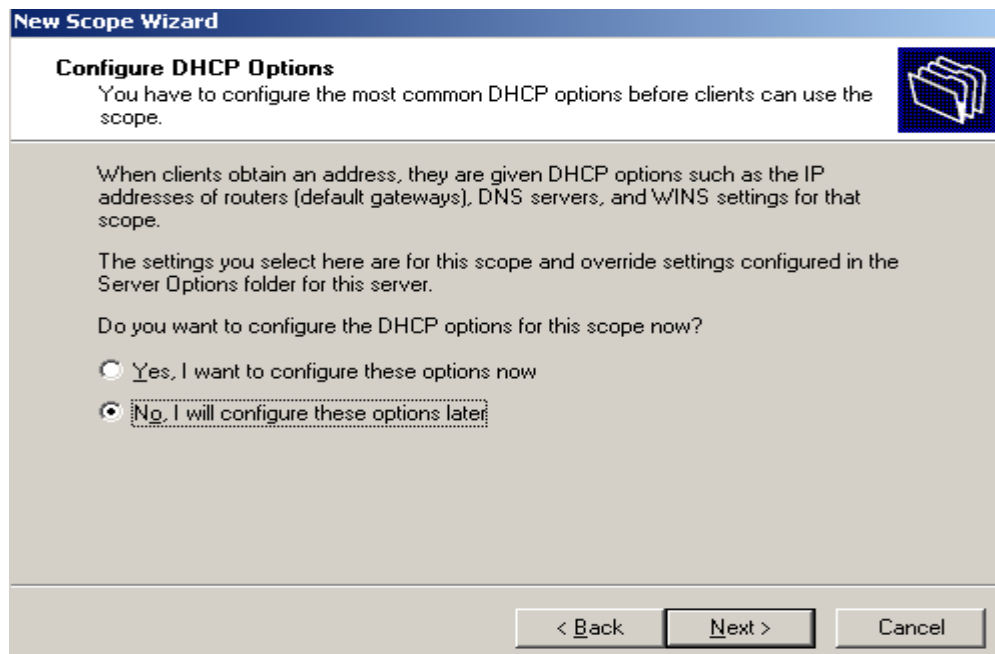 New Scope Wizard
Configure DHCP Options
You have to configure the most common DHCP options before clients can use the
scope.
When clients obtain an address, they are given DHCP options such as the IP
addresses of routers (default gateways), DNS servers, and WINS settings for that
scope.
The settings you select here are for this scope and override settings configured in the
Server Options folder for this server.
Do you want to configure the DHCP options for this scope now?
Yes, I want to configure these options now
No, I will configure these options later
< Back Next > Cancel